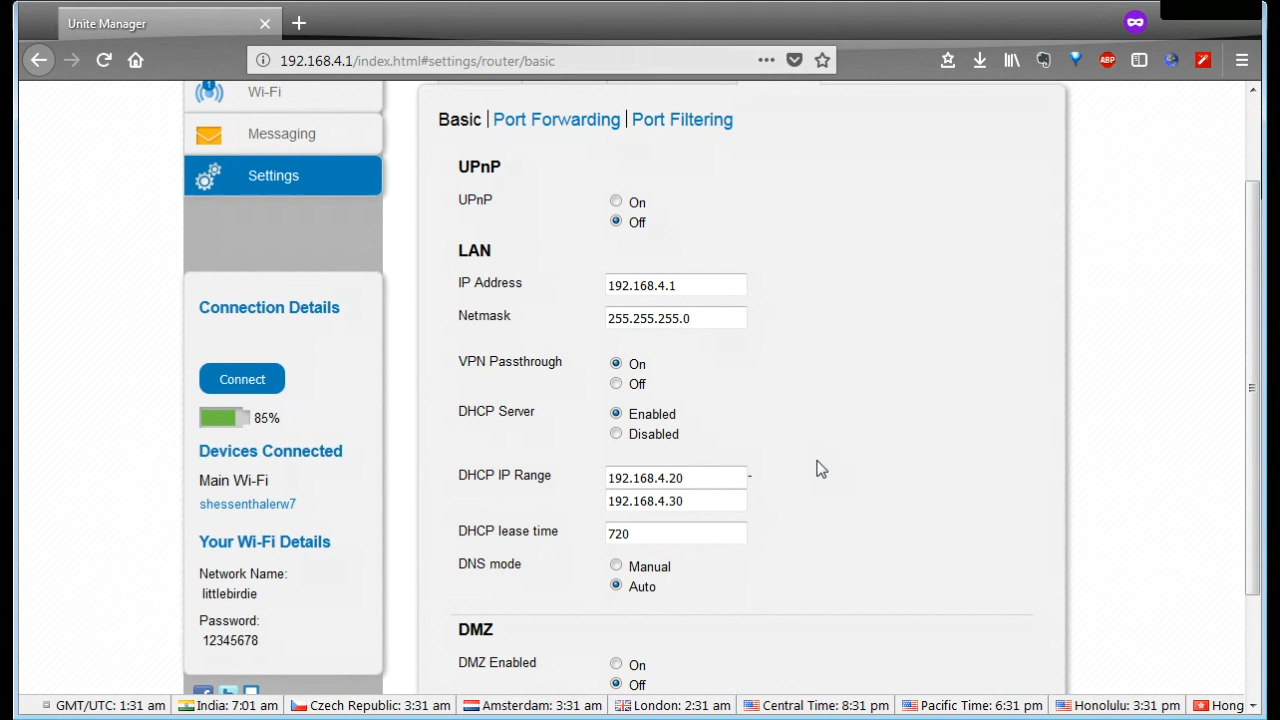 Unite Manager
192.168.4.1/index.html#settings/router/basic
ABP
Wi-Fi
Messaging
Settings
Connection Details
Connect
85%
Devices Connected
Main Wi-Fi
shessenthalerw7
Your Wi-Fi Details
Network Name:
littlebirdie
Password:
12345678
Basic | Port Forwarding | Port Filtering
UPnP
UPnP
On
Off
LAN
IP Address 192.168.4.1
Netmask 255.255.255.0
VPN Passthrough
On
Off
DHCP Server
Enabled
Disabled
DHCP IP Range 192.168.4.20 -
192.168.4.30
DHCP lease time 720
DNS mode
Manual
Auto
DMZ
DMZ Enabled
On
Off
GMT/UTC: 1:31 am India: 7:01 am Czech Republic: 3:31 am Amsterdam: 3:31 am London: 2:31 am Central Time: 8:31 pm Pacific Time: 6:31 pm Honolulu: 3:31 pm Hong